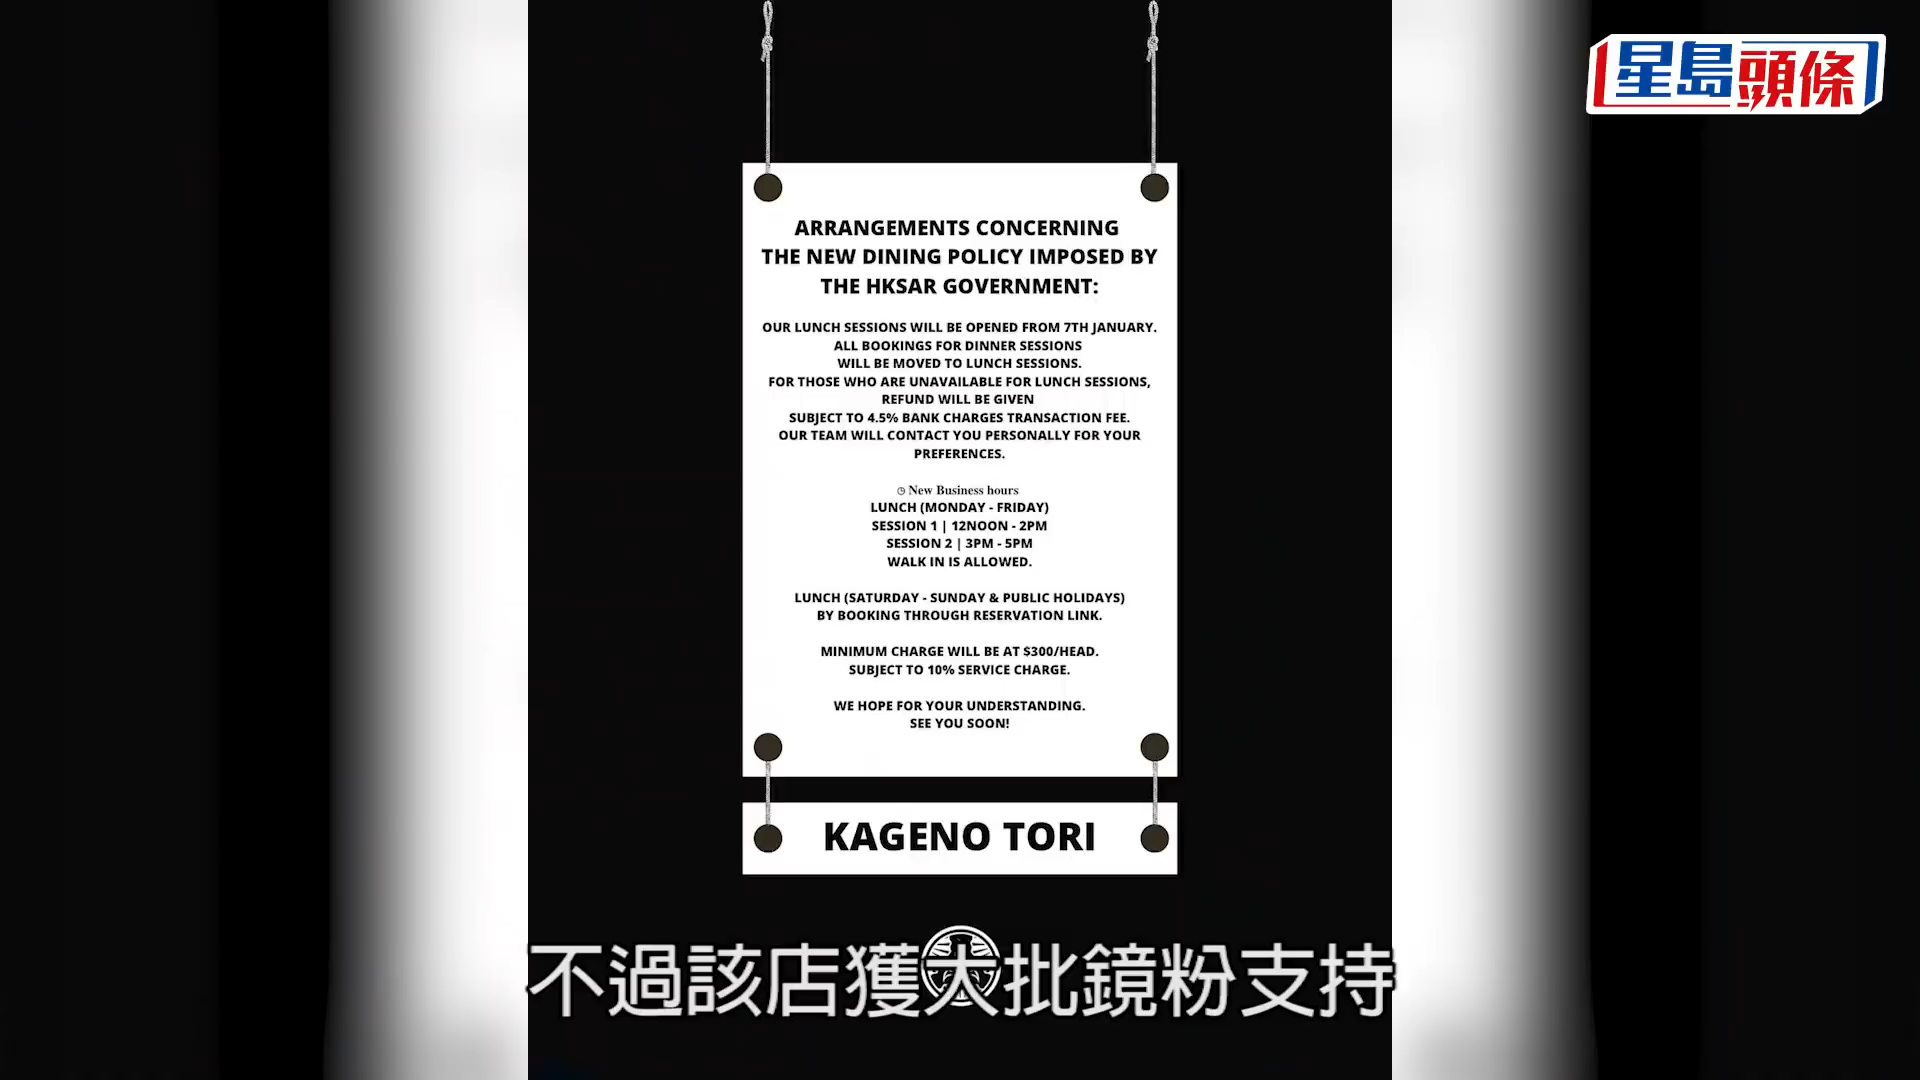 星島頭條
ARRANGEMENTS CONCERNING
THE NEW DINING POLICY IMPOSED BY
THE HKSAR GOVERNMENT:
OUR LUNCH SESSIONS WILL BE OPENED FROM 7TH JANUARY.
ALL BOOKINGS FOR DINNER SESSIONS
WILL BE MOVED TO LUNCH SESSIONS.
FOR THOSE WHO ARE UNAVAILABLE FOR LUNCH SESSIONS,
REFUND WILL BE GIVEN
SUBJECT TO 4.5% BANK CHARGES TRANSACTION FEE.
OUR TEAM WILL CONTACT YOU PERSONALLY FOR YOUR
PREFERENCES.
◷ New Business hours
LUNCH (MONDAY - FRIDAY)
SESSION 1 | 12NOON - 2PM
SESSION 2 | 3PM - 5PM
WALK IN IS ALLOWED.
LUNCH (SATURDAY - SUNDAY & PUBLIC HOLIDAYS)
BY BOOKING THROUGH RESERVATION LINK.
MINIMUM CHARGE WILL BE AT $300/HEAD.
SUBJECT TO 10% SERVICE CHARGE.
WE HOPE FOR YOUR UNDERSTANDING.
SEE YOU SOON!
KAGENO TORI
不過該店獲大批鏡粉支持